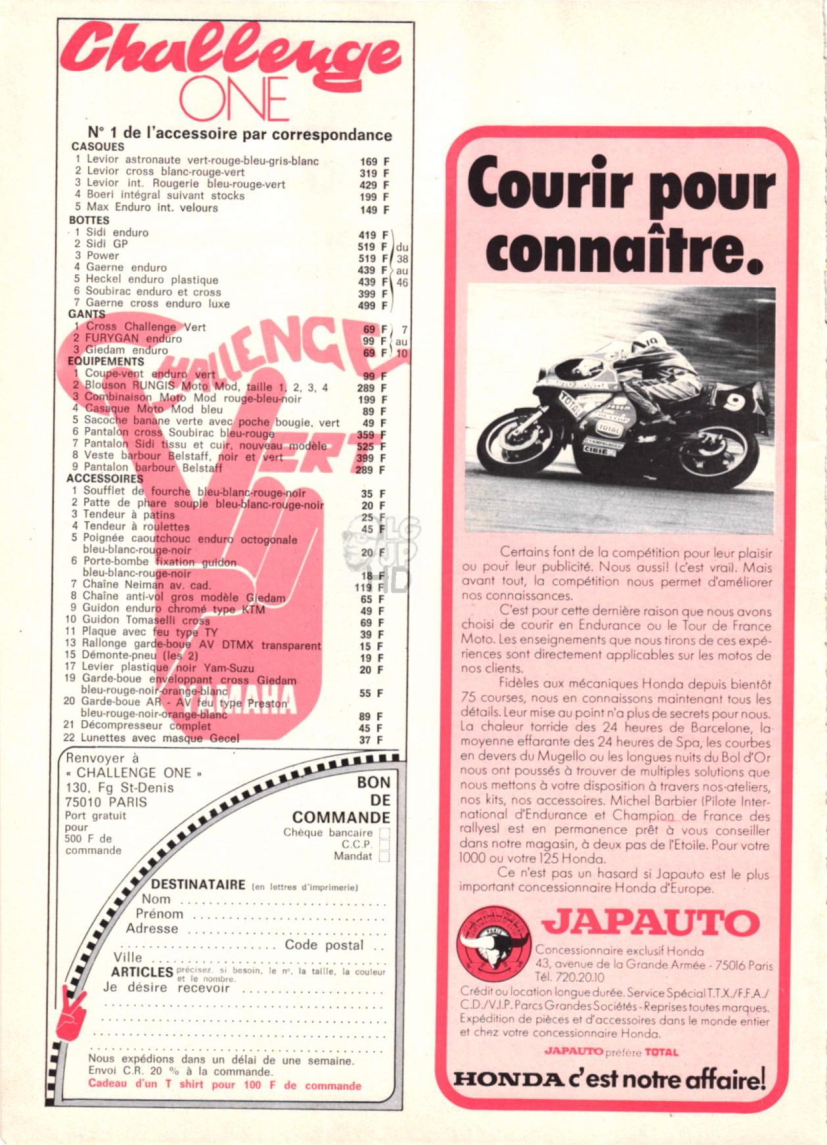 Challenge
ONE
N° 1 de l'accessoire par correspondance
CASQUES
1 Levior astronaute vert-rouge-bleu-gris-blanc 169 F
2 Levior cross blanc-rouge-vert 319 F
3 Levior int. Rougerie bleu-rouge-vert 429 F
4 Boeri intégral suivant stocks 199 F
5 Max Enduro int. velours 149 F
BOTTES
1 Sidi enduro 419 F
2 Sidi GP 519 F du
3 Power 519 F 38
4 Gaerne enduro 439 F au
5 Heckel enduro plastique 439 F 46
6 Soubirac enduro et cross 399 F
7 Gaerne cross enduro luxe 499 F
GANTS
1 Cross Challenge Vert 69 F 7
2 FURYGAN enduro 99 F au
3 Giedam enduro 69 F 10
EQUIPEMENTS
1 Coupe-vent enduro vert 99 F
2 Blouson RUNGIS Moto Mod, taille 1, 2, 3, 4 289 F
3 Combinaison Moto Mod rouge-bleu-noir 199 F
4 Casaque Moto Mod bleu 89 F
5 Sacoche banane verte avec poche bougie, vert 49 F
6 Pantalon cross Soubirac bleu-rouge 359 F
7 Pantalon Sidi tissu et cuir, nouveau modèle 525 F
8 Veste barbour Belstaff, noir et vert 399 F
9 Pantalon barbour Belstaff 289 F
ACCESSOIRES
1 Soufflet de fourche bleu-blanc-rouge-noir 35 F
2 Patte de phare souple bleu-blanc-rouge-noir 20 F
3 Tendeur à patins 25 F
4 Tendeur à roulettes 45 F
5 Poignée caoutchouc enduro octogonale
bleu-blanc-rouge-noir 20 F
6 Porte-bombe fixation guidon
bleu-blanc-rouge-noir 18 F
7 Chaîne Neiman av. cad. 119 F
8 Chaîne anti-vol gros modèle Giedam 65 F
9 Guidon enduro chromé type KTM 49 F
10 Guidon Tomaselli cross 69 F
11 Plaque avec feu type TY 39 F
13 Rallonge garde-boue AV DTMX transparent 15 F
15 Démonte-pneu (les 2) 19 F
17 Levier plastique noir Yam-Suzu 20 F
19 Garde-boue enveloppant cross Giedam
bleu-rouge-noir-orange-blanc 55 F
20 Garde-boue AR - AV feu type Preston
bleu-rouge-noir-orange-blanc 89 F
21 Décompresseur complet 45 F
22 Lunettes avec masque Gecel 37 F
CHALLENGE
VERT
YAMAHA
Renvoyer à
« CHALLENGE ONE »
130, Fg St-Denis
75010 PARIS
Port gratuit
pour
500 F de
commande
BON
DE
COMMANDE
Chèque bancaire
C.C.P.
Mandat
DESTINATAIRE (en lettres d'imprimerie)
Nom
Prénom
Adresse
Code postal
Ville
ARTICLES précisez, si besoin, le n°, la taille, la couleur
et le nombre.
Je désire recevoir
Nous expédions dans un délai de une semaine.
Envoi C.R. 20 % à la commande.
Cadeau d'un T shirt pour 100 F de commande
Courir pour
connaître.
TOTAL
CIBIÉ
9
Certains font de la compétition pour leur plaisir
ou pour leur publicité. Nous aussi! (c'est vrai). Mais
avant tout, la compétition nous permet d'améliorer
nos connaissances.
C'est pour cette dernière raison que nous avons
choisi de courir en Endurance ou le Tour de France
Moto. Les enseignements que nous tirons de ces expé-
riences sont directement applicables sur les motos de
nos clients.
Fidèles aux mécaniques Honda depuis bientôt
75 courses, nous en connaissons maintenant tous les
détails. Leur mise au point n'a plus de secrets pour nous.
La chaleur torride des 24 heures de Barcelone, la
moyenne effarante des 24 heures de Spa, les courbes
en devers du Mugello ou les longues nuits du Bol d'Or
nous ont poussés à trouver de multiples solutions que
nous mettons à votre disposition à travers nos ateliers,
nos kits, nos accessoires. Michel Barbier (Pilote Inter-
national d'Endurance et Champion de France des
rallyes) est en permanence prêt à vous conseiller
dans notre magasin, à deux pas de l'Etoile. Pour votre
1000 ou votre 125 Honda.
Ce n'est pas un hasard si Japauto est le plus
important concessionnaire Honda d'Europe.
JAPAUTO
Concessionnaire exclusif Honda
43, avenue de la Grande Armée - 75016 Paris
Tél. 720.20.10
Crédit ou location longue durée. Service Spécial T.T.X./F.F.A./
C.D./V.I.P. Parcs Grandes Sociétés - Reprises toutes marques.
Expédition de pièces et d'accessoires dans le monde entier
et chez votre concessionnaire Honda.
JAPAUTO préfère TOTAL
HONDA c'est notre affaire!